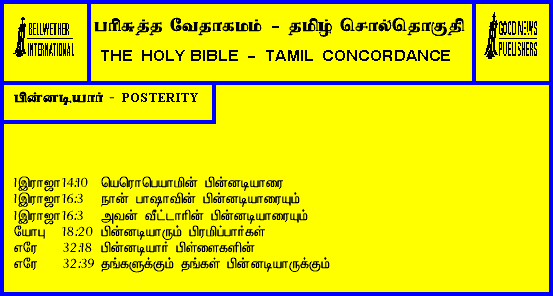 BELLWETHER
INTERNATIONAL
பரிசுத்த வேதாகமம் - தமிழ் சொல்தொகுதி
THE HOLY BIBLE - TAMIL CONCORDANCE
GOOD NEWS
PUBLISHERS
பின்னடியார் - POSTERITY
1இராஜா 14:10 யெரொபெயாமின் பின்னடியாரை
1இராஜா 16:3 நான் பாஷாவின் பின்னடியாரையும்
1இராஜா 16:3 அவன் வீட்டாரின் பின்னடியாரையும்
யோபு 18:20 பின்னடியாரும் பிரமிப்பார்கள்
எரே 32:18 பின்னடியார் பிள்ளைகளின்
எரே 32:39 தங்களுக்கும் தங்கள் பின்னடியாருக்கும்